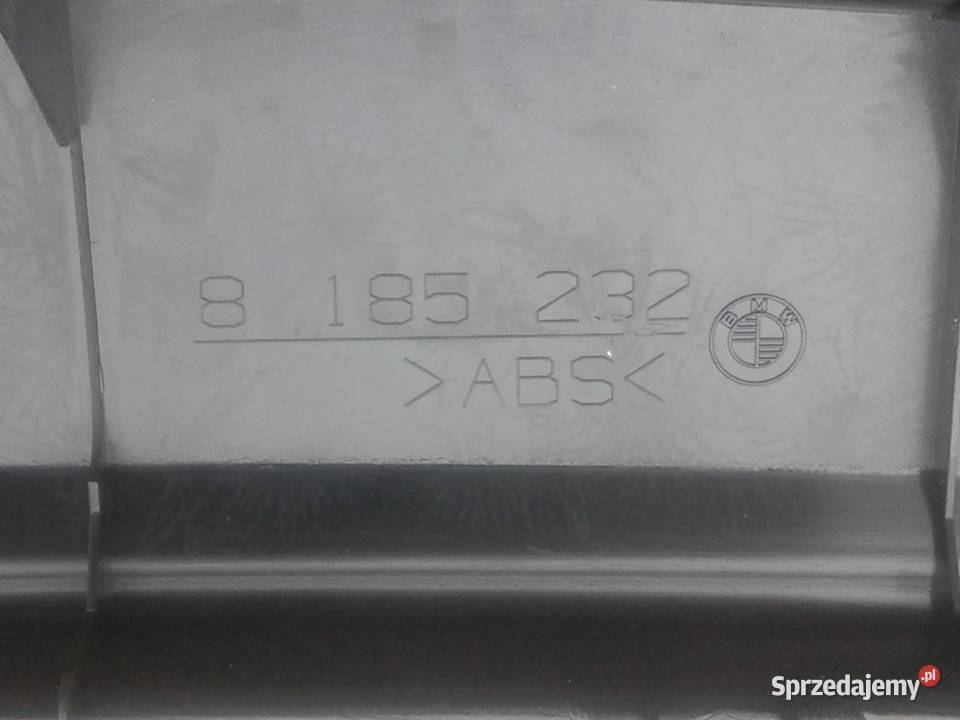 8 185 232
BMW
>ABS<
Sprzedajemy.pl